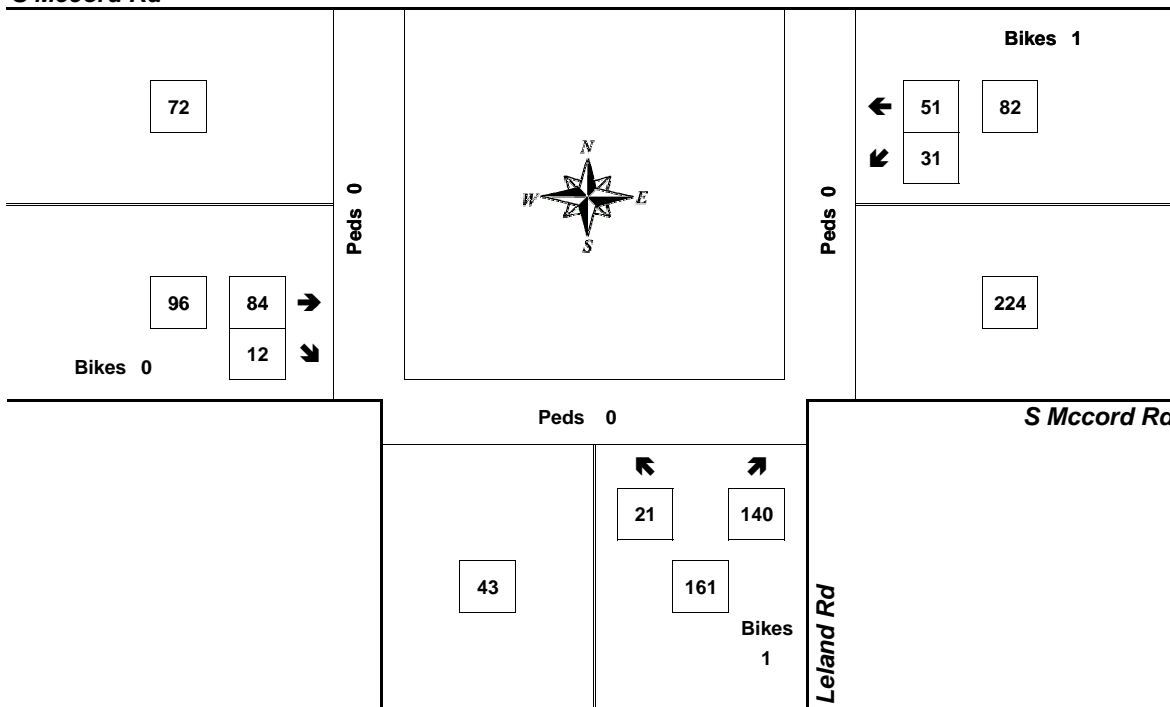 S Mccord Rd
Bikes 1
72
51 82
31
N
W E
S
Peds 0
Peds 0
96 84
12
Bikes 0
224
Peds 0
S Mccord Rd
21 140
43
161
Bikes
1
Leland Rd